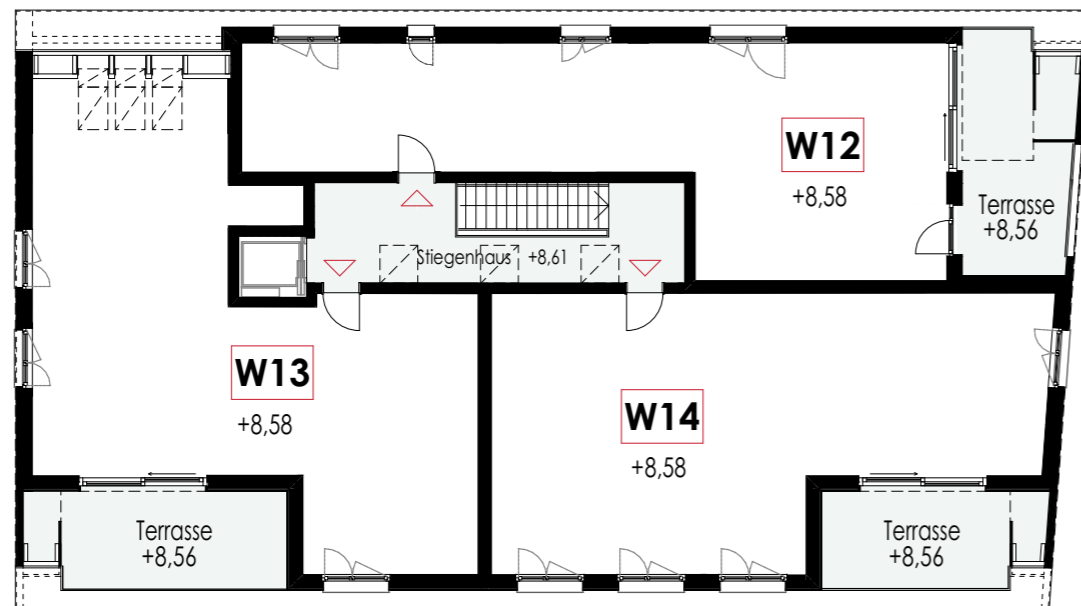 W12
+8,58
Terrasse
+8,56
Stiegenhaus +8,61
W13
+8,58
W14
+8,58
Terrasse
+8,56
Terrasse
+8,56